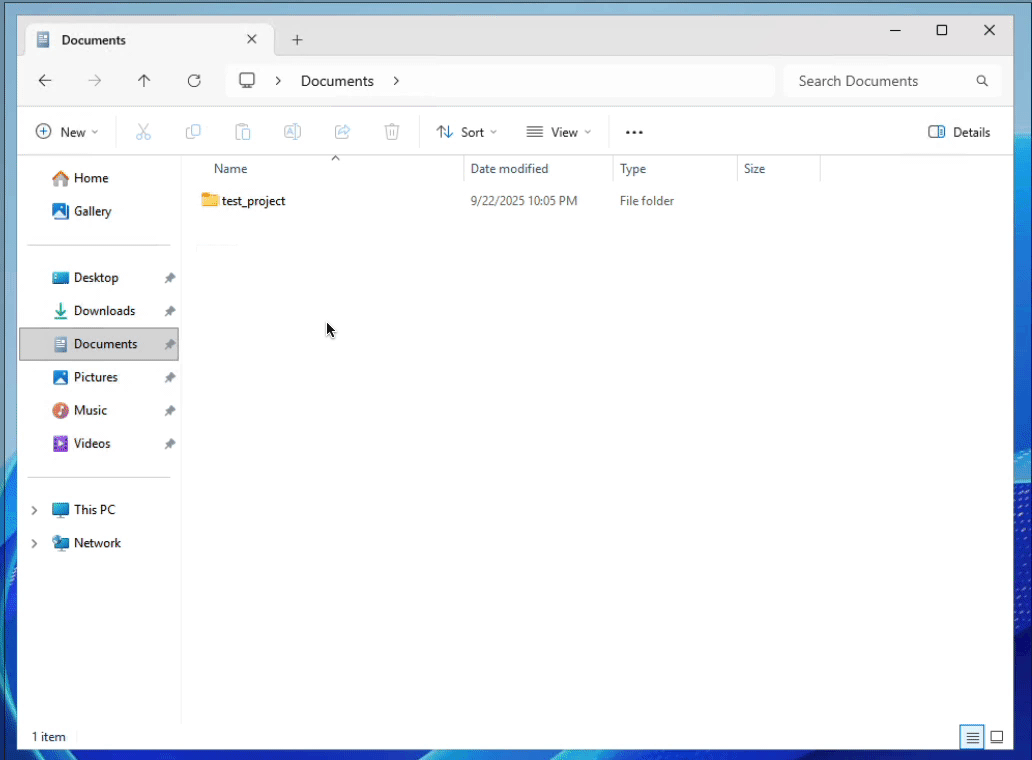 Documents
Documents
Search Documents
New
Sort
View
Details
Name
Date modified
Type
Size
test_project
9/22/2025 10:05 PM
File folder
Home
Gallery
Desktop
Downloads
Documents
Pictures
Music
Videos
This PC
Network
1 item